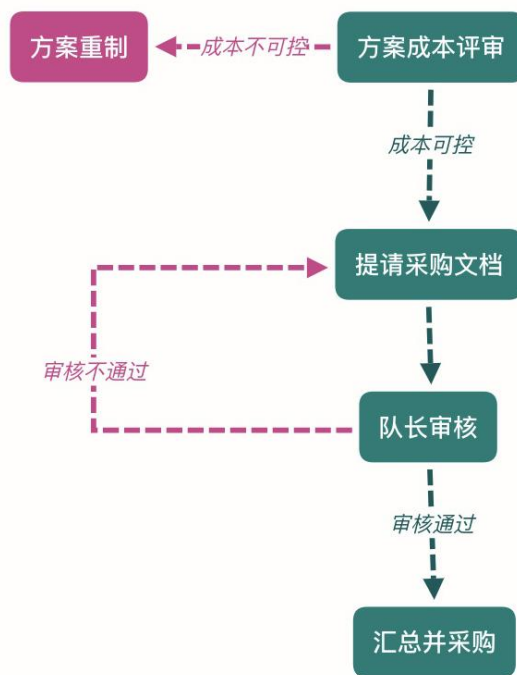 方案重制
成本不可控
方案成本评审
成本可控
提请采购文档
审核不通过
队长审核
审核通过
汇总并采购